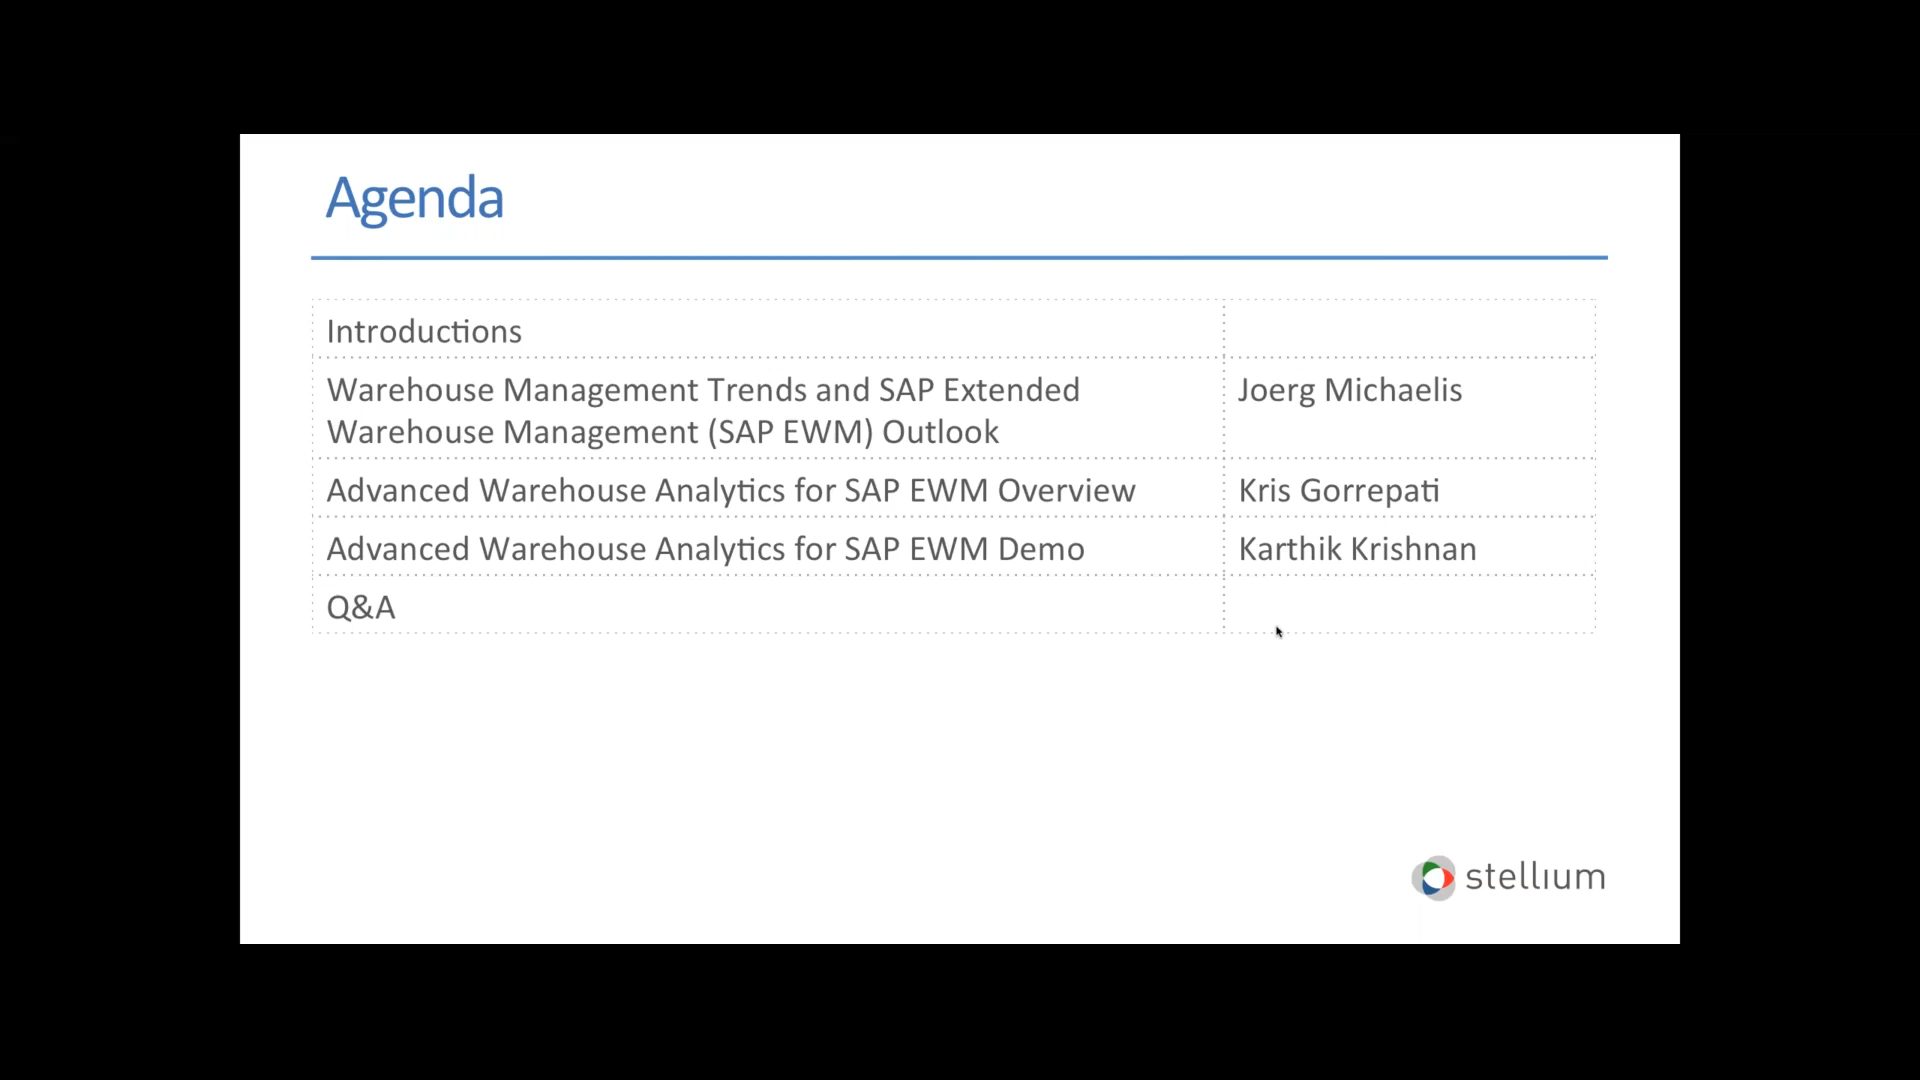 Agenda
Introductions
Warehouse Management Trends and SAP Extended
Warehouse Management (SAP EWM) Outlook
Joerg Michaelis
Advanced Warehouse Analytics for SAP EWM Overview
Kris Gorrepati
Advanced Warehouse Analytics for SAP EWM Demo
Karthik Krishnan
Q&A
stellium